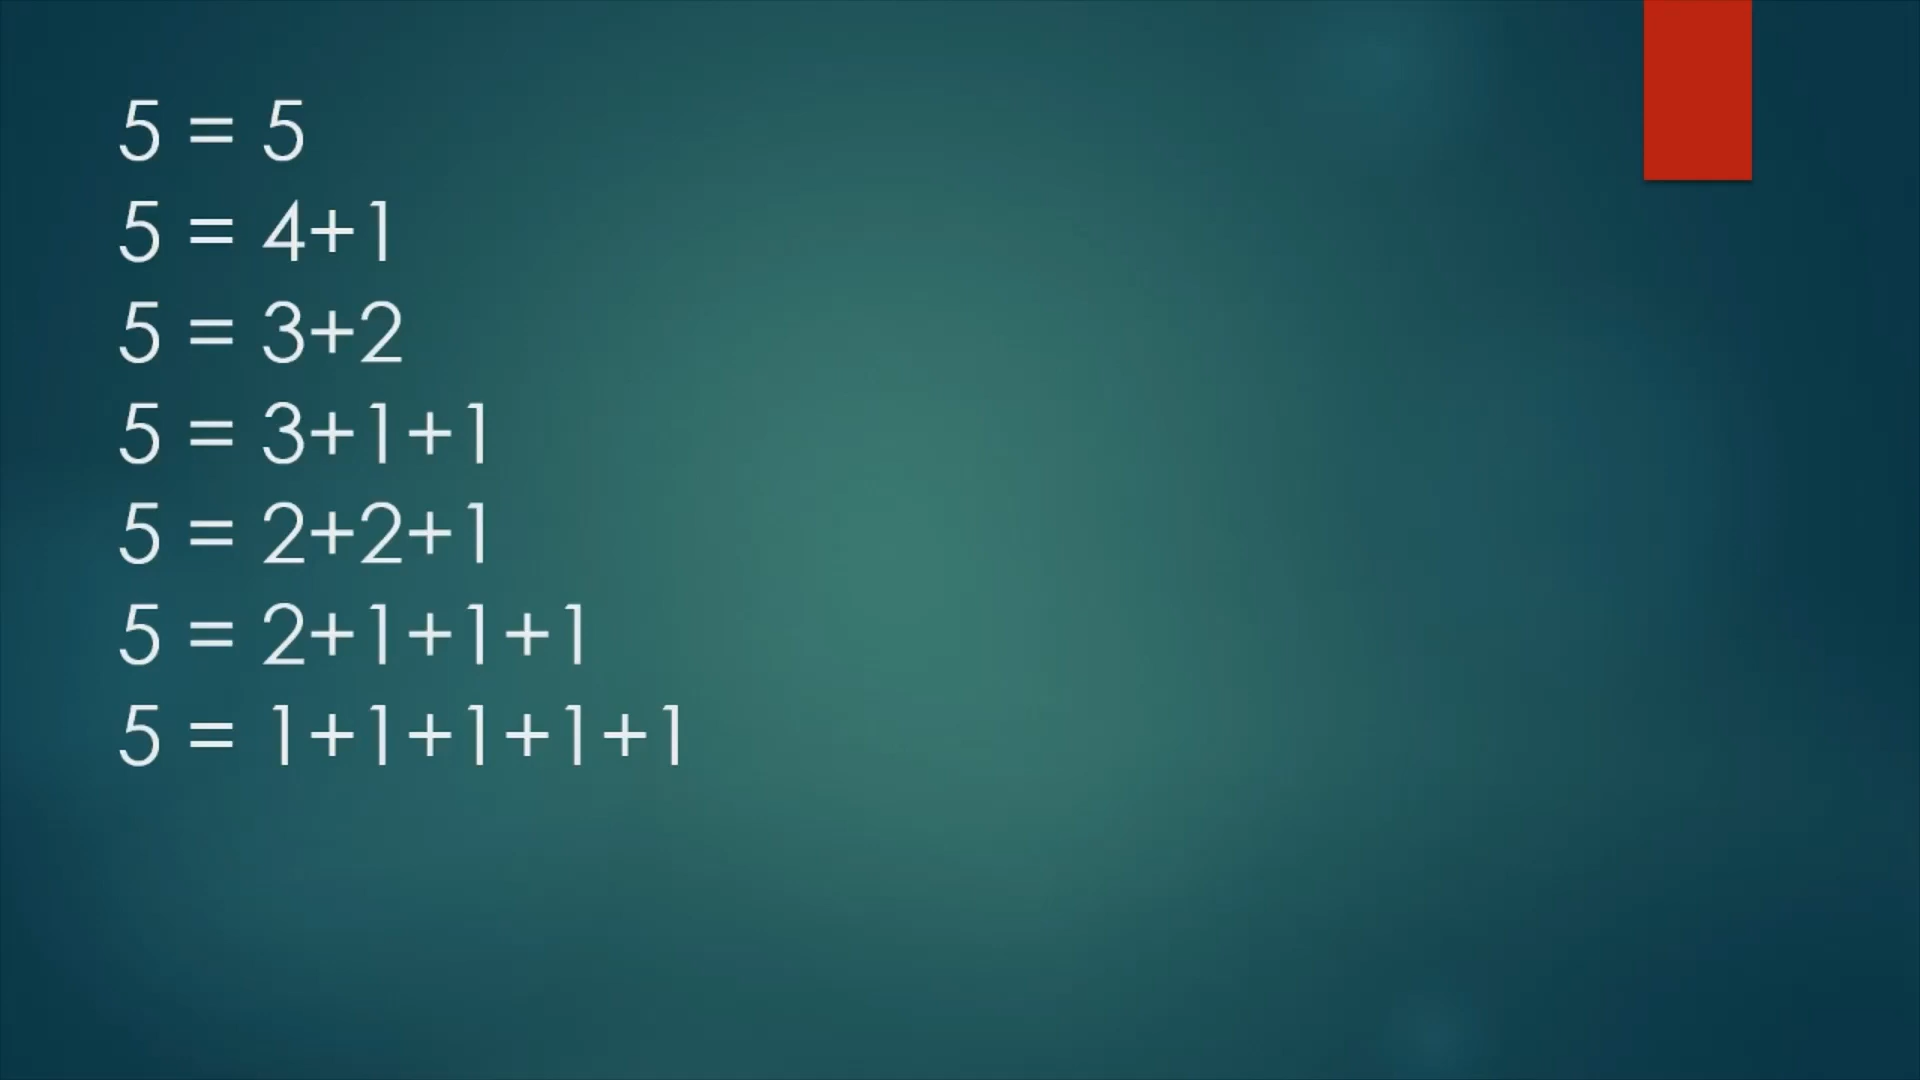 5 = 5
5 = 4+1
5 = 3+2
5 = 3+1+1
5 = 2+2+1
5 = 2+1+1+1
5 = 1+1+1+1+1